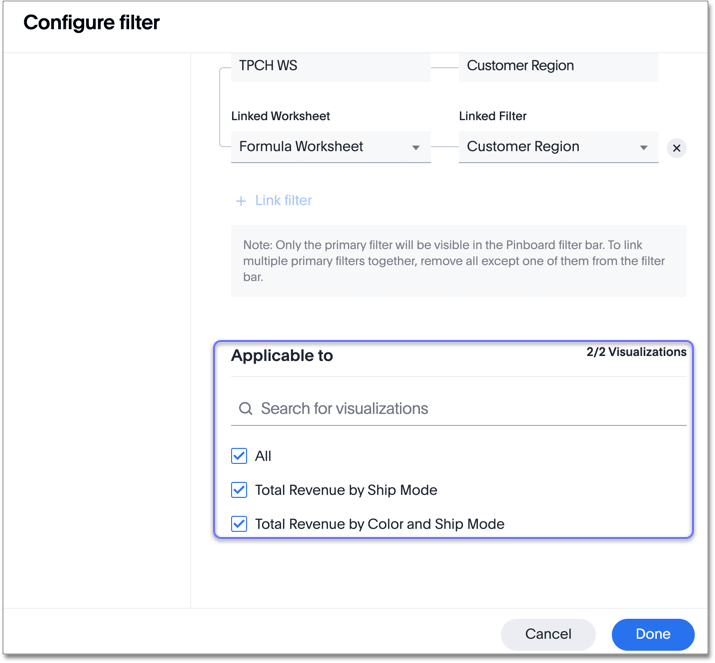 Configure filter
TPCH WS Customer Region
Linked Worksheet Linked Filter
Formula Worksheet Customer Region
+ Link filter
Note: Only the primary filter will be visible in the Pinboard filter bar. To link
multiple primary filters together, remove all except one of them from the filter
bar.
Applicable to 2/2 Visualizations
Search for visualizations
All
Total Revenue by Ship Mode
Total Revenue by Color and Ship Mode
Cancel Done